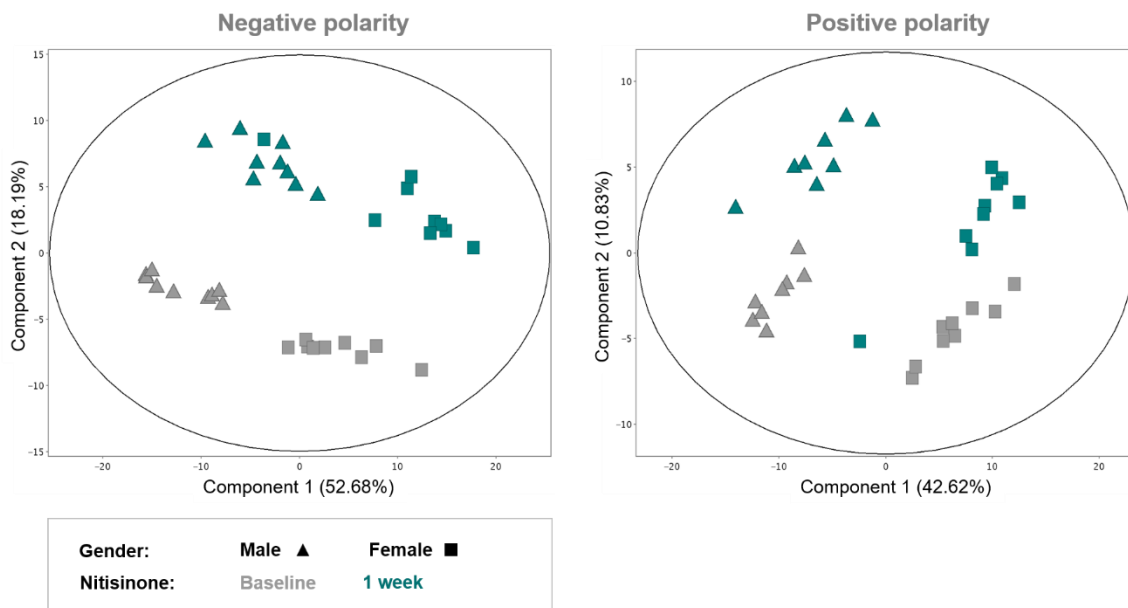 Negative polarity
15
10
5
0
−5
−10
−15
−20
−10
0
10
20
Component 2 (18.19%)
Component 1 (52.68%)
Positive polarity
10
5
0
−5
−10
−20
−10
0
10
20
Component 2 (10.83%)
Component 1 (42.62%)
Gender: Male Female
Nitisinone: Baseline 1 week